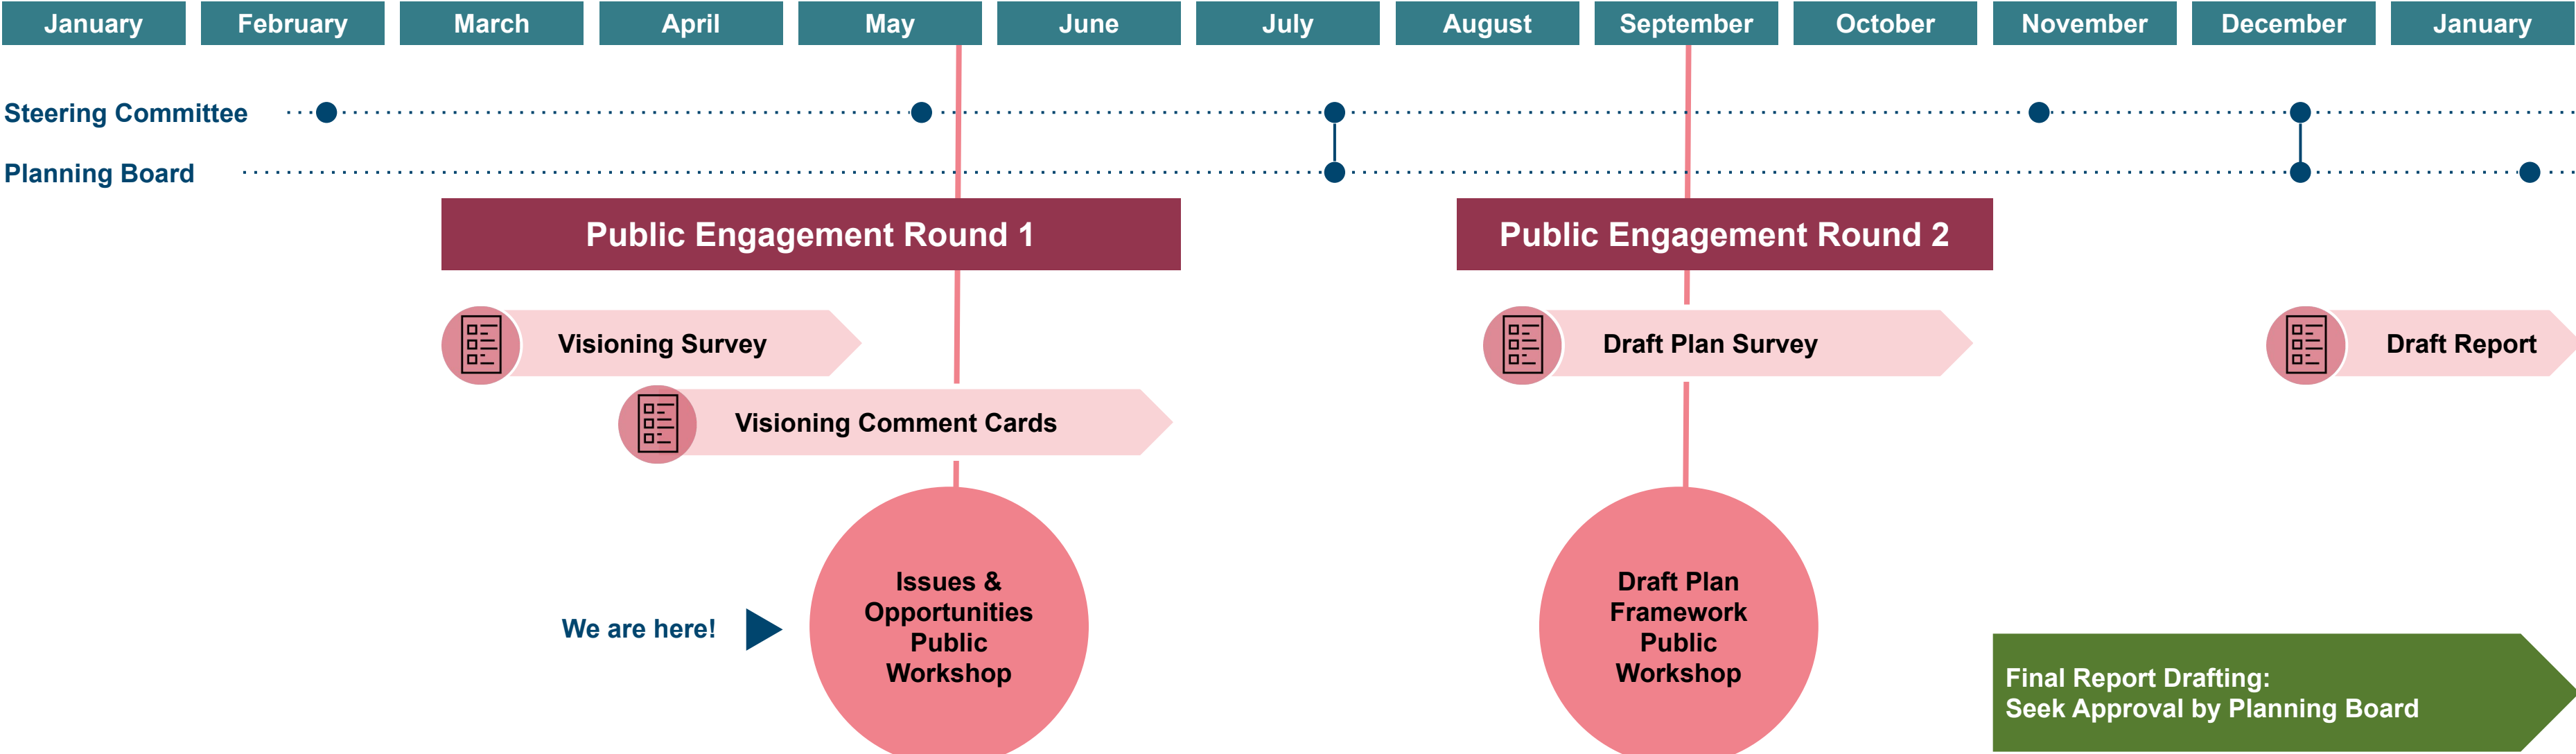 January February March April May June July August September October November December January
Steering Committee
Planning Board
Public Engagement Round 1 Public Engagement Round 2
Visioning Survey Draft Plan Survey Draft Report
Visioning Comment Cards
We are here!
Issues &
Opportunities
Public
Workshop
Draft Plan
Framework
Public
Workshop
Final Report Drafting:
Seek Approval by Planning Board